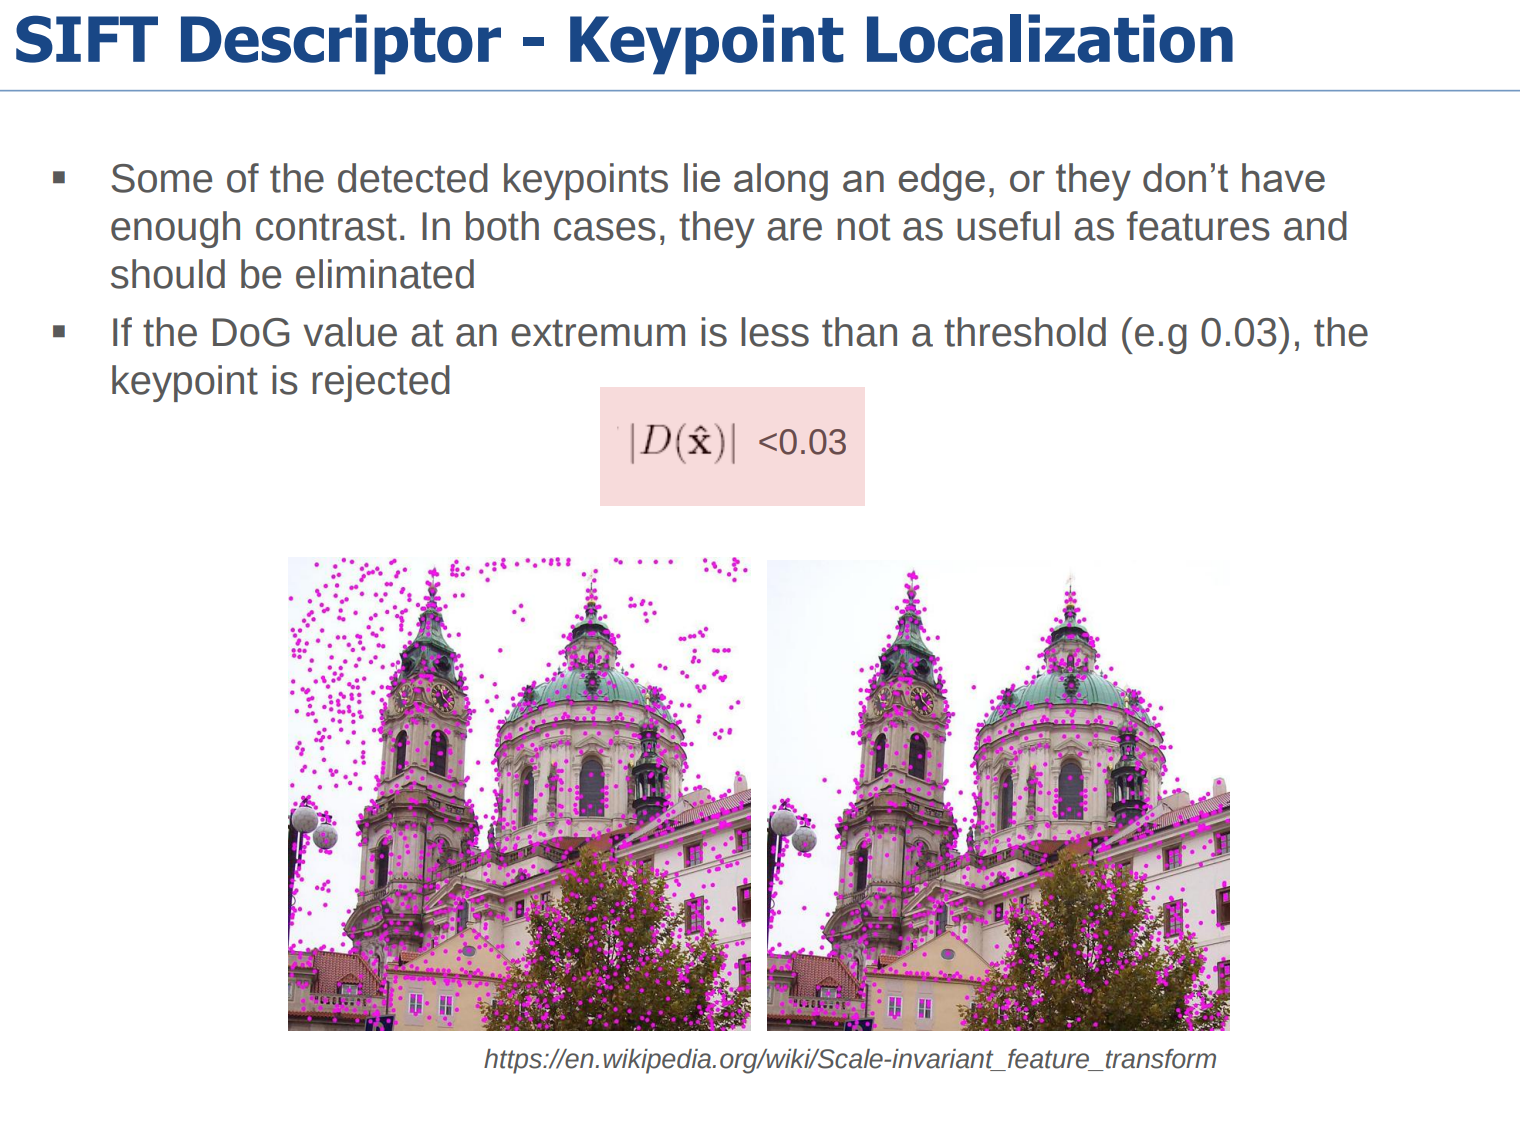 SIFT Descriptor - Keypoint Localization
▪ Some of the detected keypoints lie along an edge, or they don’t have
enough contrast. In both cases, they are not as useful as features and
should be eliminated
▪ If the DoG value at an extremum is less than a threshold (e.g 0.03), the
keypoint is rejected
|D(x̂)| <0.03
https://en.wikipedia.org/wiki/Scale-invariant_feature_transform